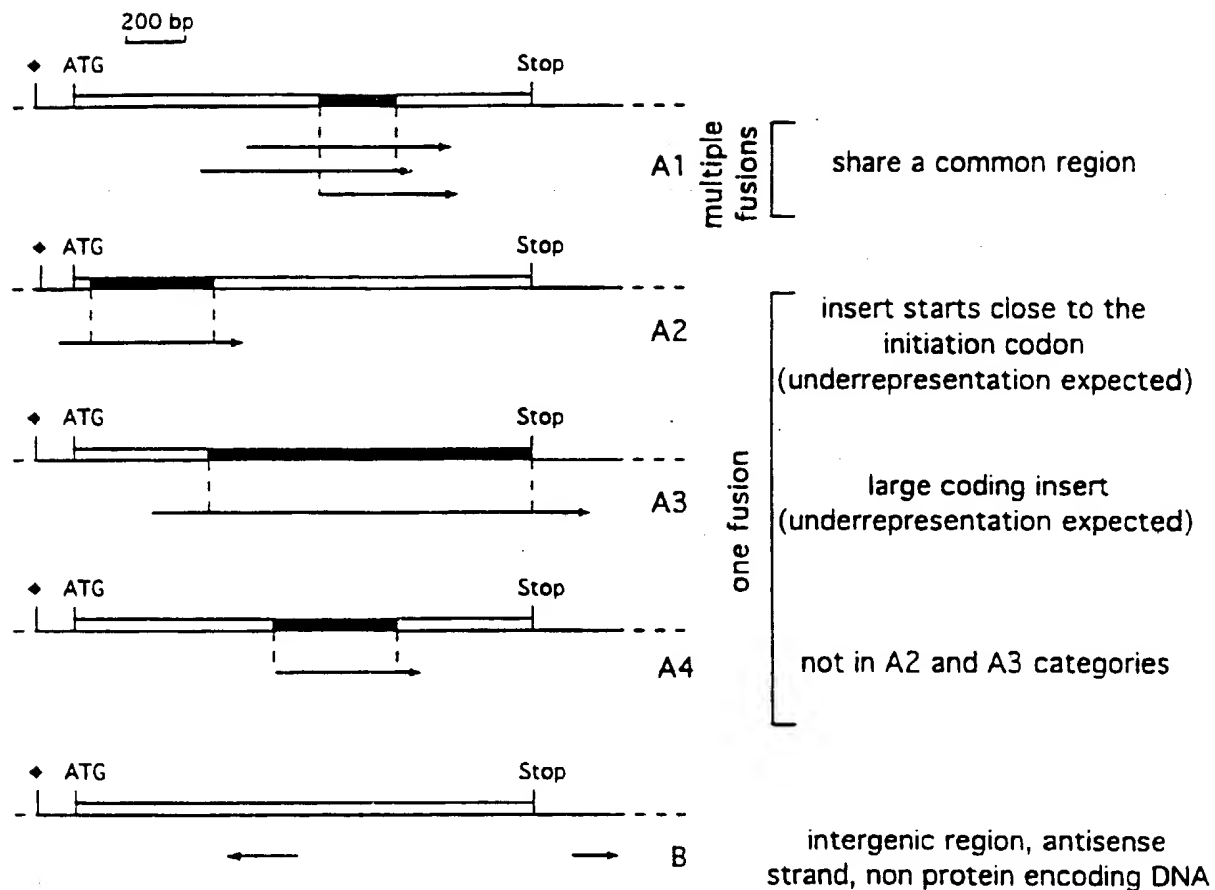 200 bp
◆ ATG Stop
A1
multiple
fusions
share a common region
◆ ATG Stop
A2
insert starts close to the
initiation codon
(underrepresentation expected)
◆ ATG Stop
A3
one fusion
large coding insert
(underrepresentation expected)
◆ ATG Stop
A4
not in A2 and A3 categories
◆ ATG Stop
B
intergenic region, antisense
strand, non protein encoding DNA